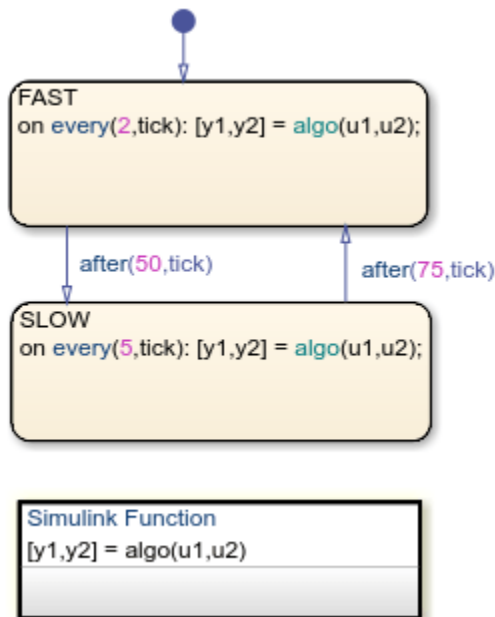 FAST
on every(2,tick): [y1,y2] = algo(u1,u2);
after(50,tick)
after(75,tick)
SLOW
on every(5,tick): [y1,y2] = algo(u1,u2);
Simulink Function
[y1,y2] = algo(u1,u2)